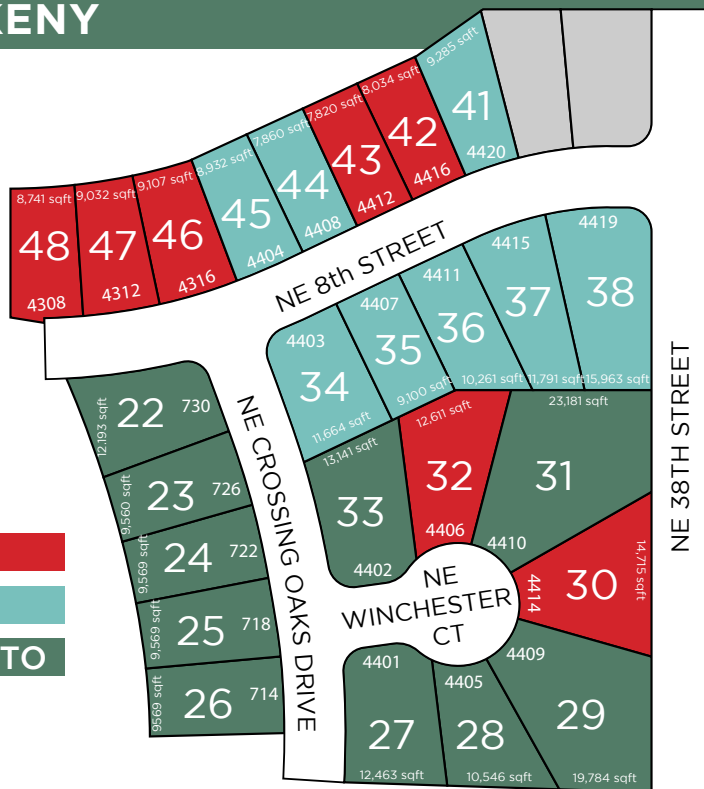 KENY
9,285 sqft
41
4420
8,034 sqft
42
4416
7,820 sqft
43
4412
7,860 sqft
44
4408
8,932 sqft
45
4404
9,107 sqft
46
4316
9,032 sqft
47
4312
8,741 sqft
48
4308
NE 8th STREET
4419
38
15,963 sqft
4415
37
11,791 sqft
4411
36
10,261 sqft
4407
35
9,100 sqft
4403
34
11,664 sqft
NE 38TH STREET
22
730
12,193 sqft
23
726
9,560 sqft
24
722
9,569 sqft
25
718
9,569 sqft
26
714
9569 sqft
NE CROSSING OAKS DRIVE
13,141 sqft
33
4402
12,611 sqft
32
4406
23,181 sqft
31
4410
14,715 sqft
30
4414
NE
WINCHESTER
CT
4409
29
19,784 sqft
4405
28
10,546 sqft
4401
27
12,463 sqft
TO